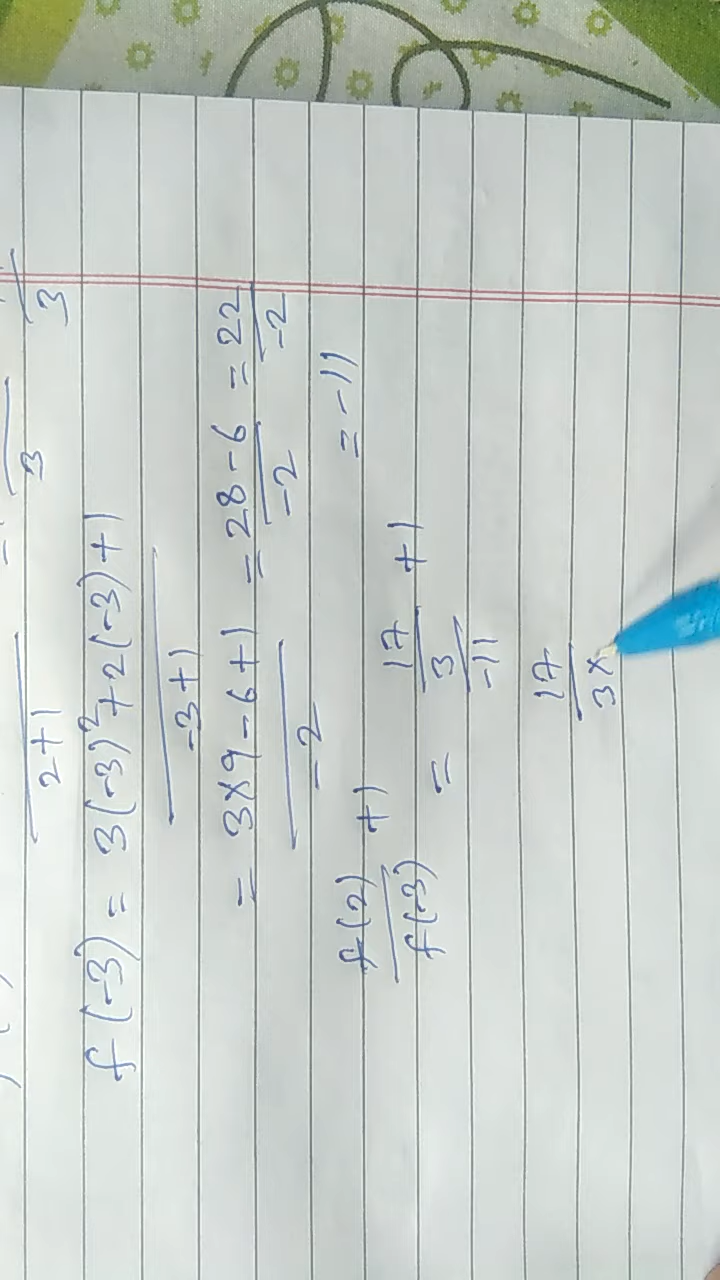 3 3
2+1
f(-3) = 3(-3)²+2(-3)+1
-3+1
= 3×9-6+1 = 28-6 = 22
-2 -2 -2
= -11
f(2) +1 = 17 +1
f(-3) 3
-11
17
3×